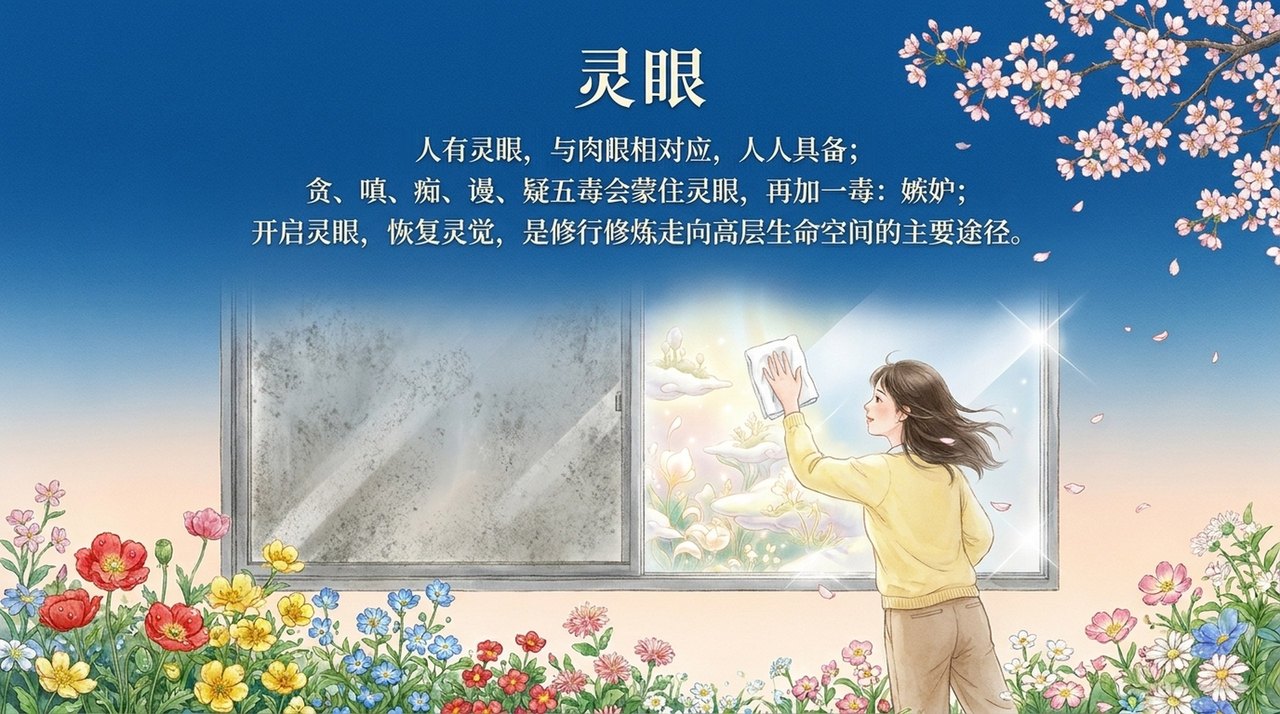 灵眼
人有灵眼，与肉眼相对应，人人具备；
贪、嗔、痴、谩、疑五毒会蒙住灵眼，再加一毒：嫉妒；
开启灵眼，恢复灵觉，是修行修炼走向高层生命空间的主要途径。